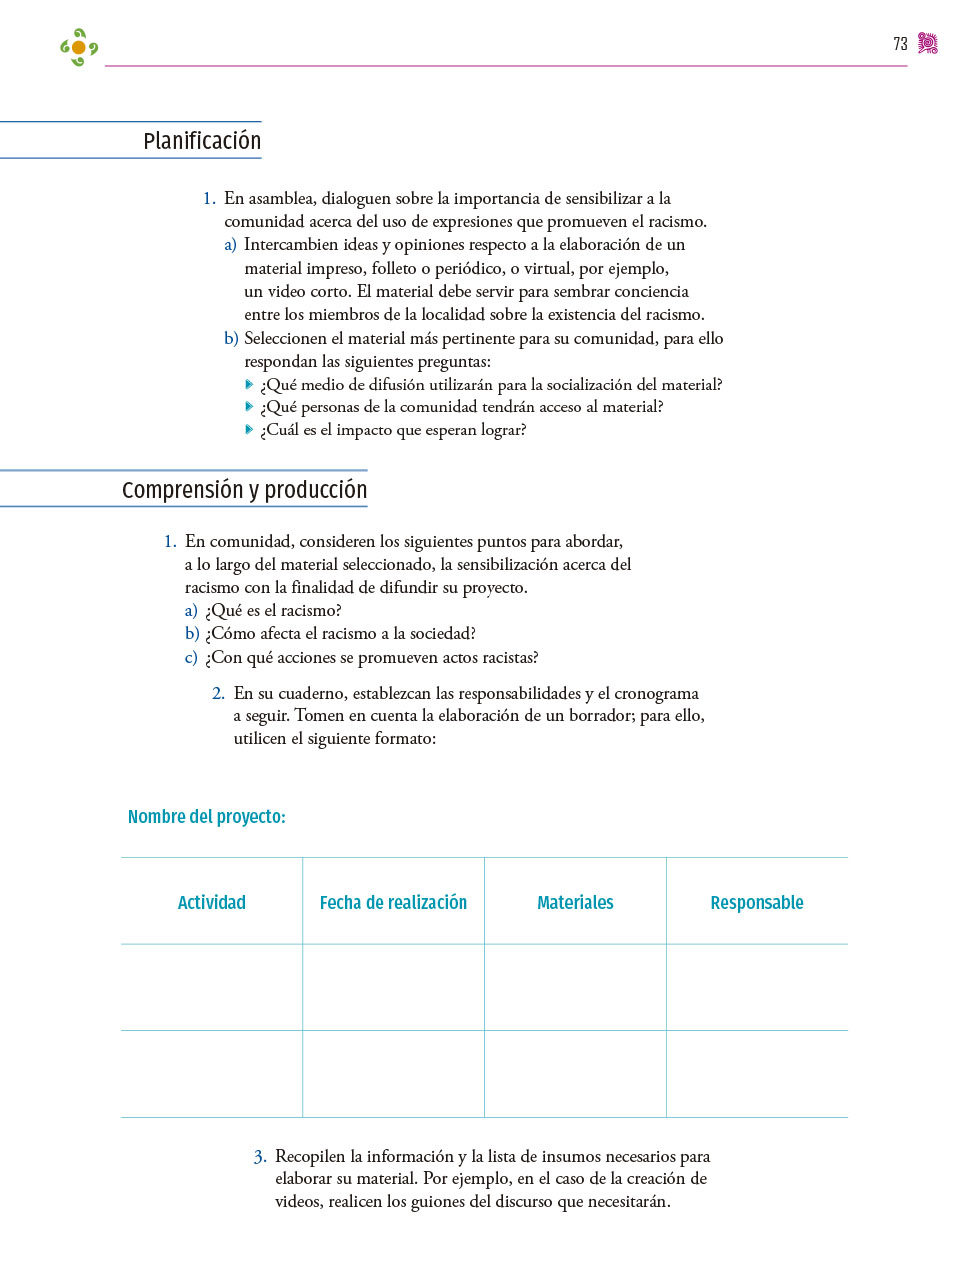 73
Planificación
1. En asamblea, dialoguen sobre la importancia de sensibilizar a la
comunidad acerca del uso de expresiones que promueven el racismo.
a) Intercambien ideas y opiniones respecto a la elaboración de un
material impreso, folleto o periódico, o virtual, por ejemplo,
un video corto. El material debe servir para sembrar conciencia
entre los miembros de la localidad sobre la existencia del racismo.
b) Seleccionen el material más pertinente para su comunidad, para ello
respondan las siguientes preguntas:
¿Qué medio de difusión utilizarán para la socialización del material?
¿Qué personas de la comunidad tendrán acceso al material?
¿Cuál es el impacto que esperan lograr?
Comprensión y producción
1. En comunidad, consideren los siguientes puntos para abordar,
a lo largo del material seleccionado, la sensibilización acerca del
racismo con la finalidad de difundir su proyecto.
a) ¿Qué es el racismo?
b) ¿Cómo afecta el racismo a la sociedad?
c) ¿Con qué acciones se promueven actos racistas?
2. En su cuaderno, establezcan las responsabilidades y el cronograma
a seguir. Tomen en cuenta la elaboración de un borrador; para ello,
utilicen el siguiente formato:
Nombre del proyecto:
Actividad Fecha de realización Materiales Responsable
3. Recopilen la información y la lista de insumos necesarios para
elaborar su material. Por ejemplo, en el caso de la creación de
videos, realicen los guiones del discurso que necesitarán.